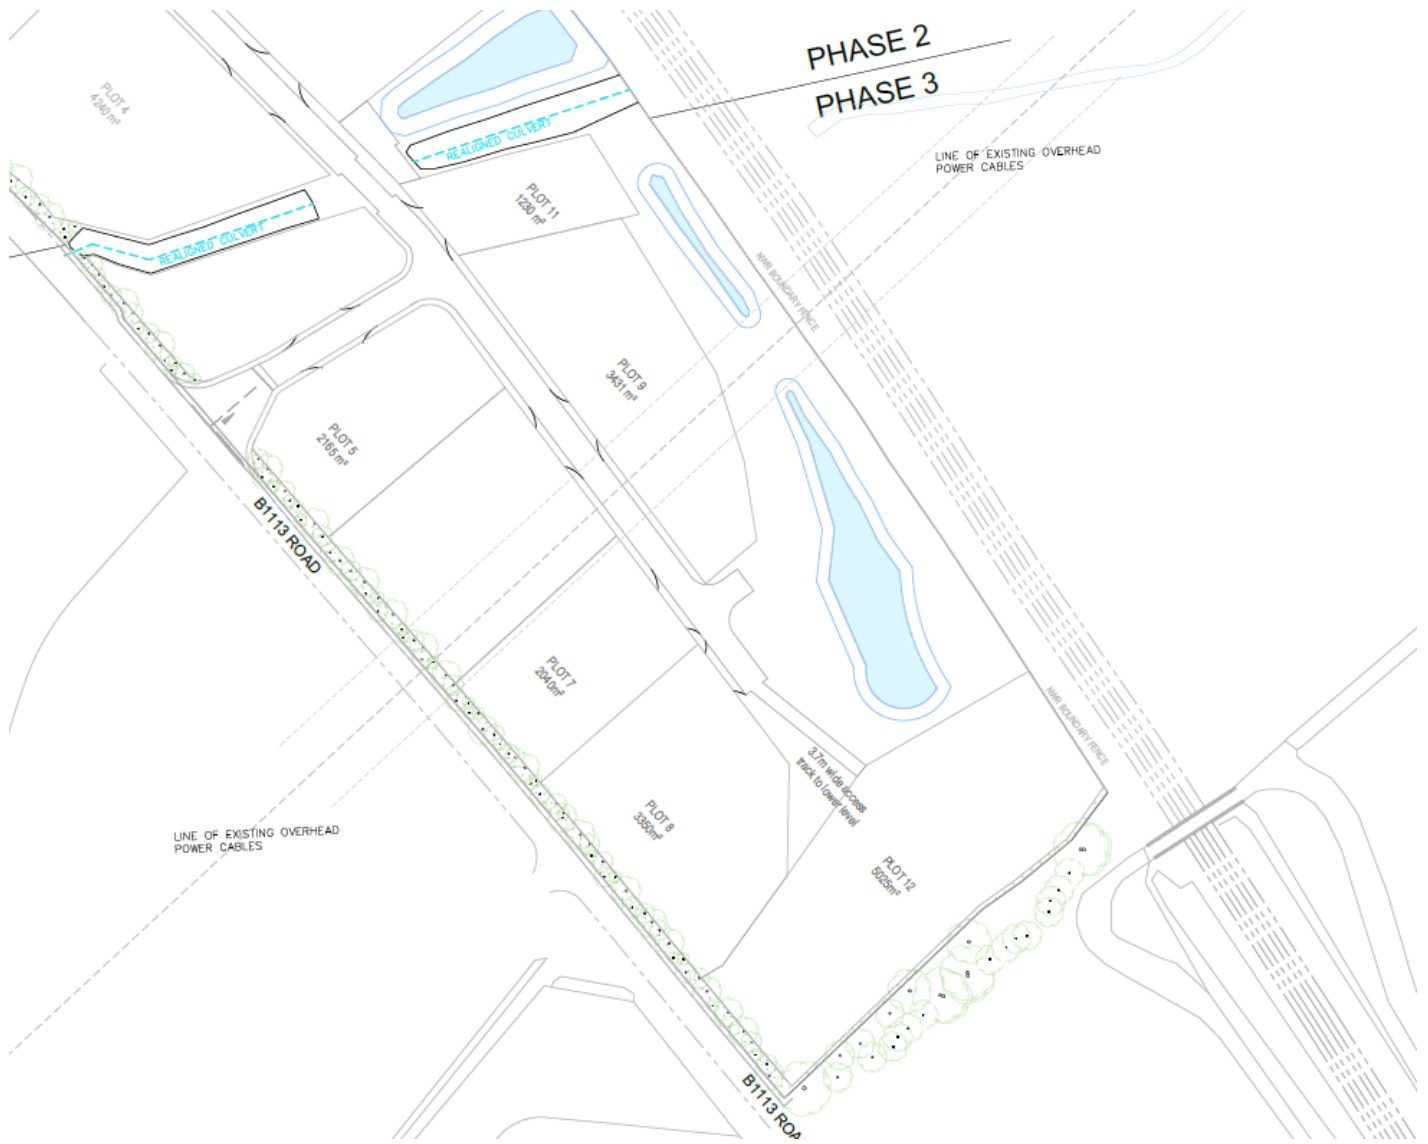 PHASE 2
PHASE 3
PLOT 4
4240 m²
REALIGNED CULVERT
LINE OF EXISTING OVERHEAD
POWER CABLES
PLOT 11
1230 m²
REALIGNED CULVERT
NWR BOUNDARY FENCE
PLOT 9
3431 m²
PLOT 5
2165 m²
B1113 ROAD
PLOT 7
2040m²
NWR BOUNDARY FENCE
3.7m wide access
track to lower level
PLOT 8
3350m²
LINE OF EXISTING OVERHEAD
POWER CABLES
PLOT 12
5025m²
B1113 ROA